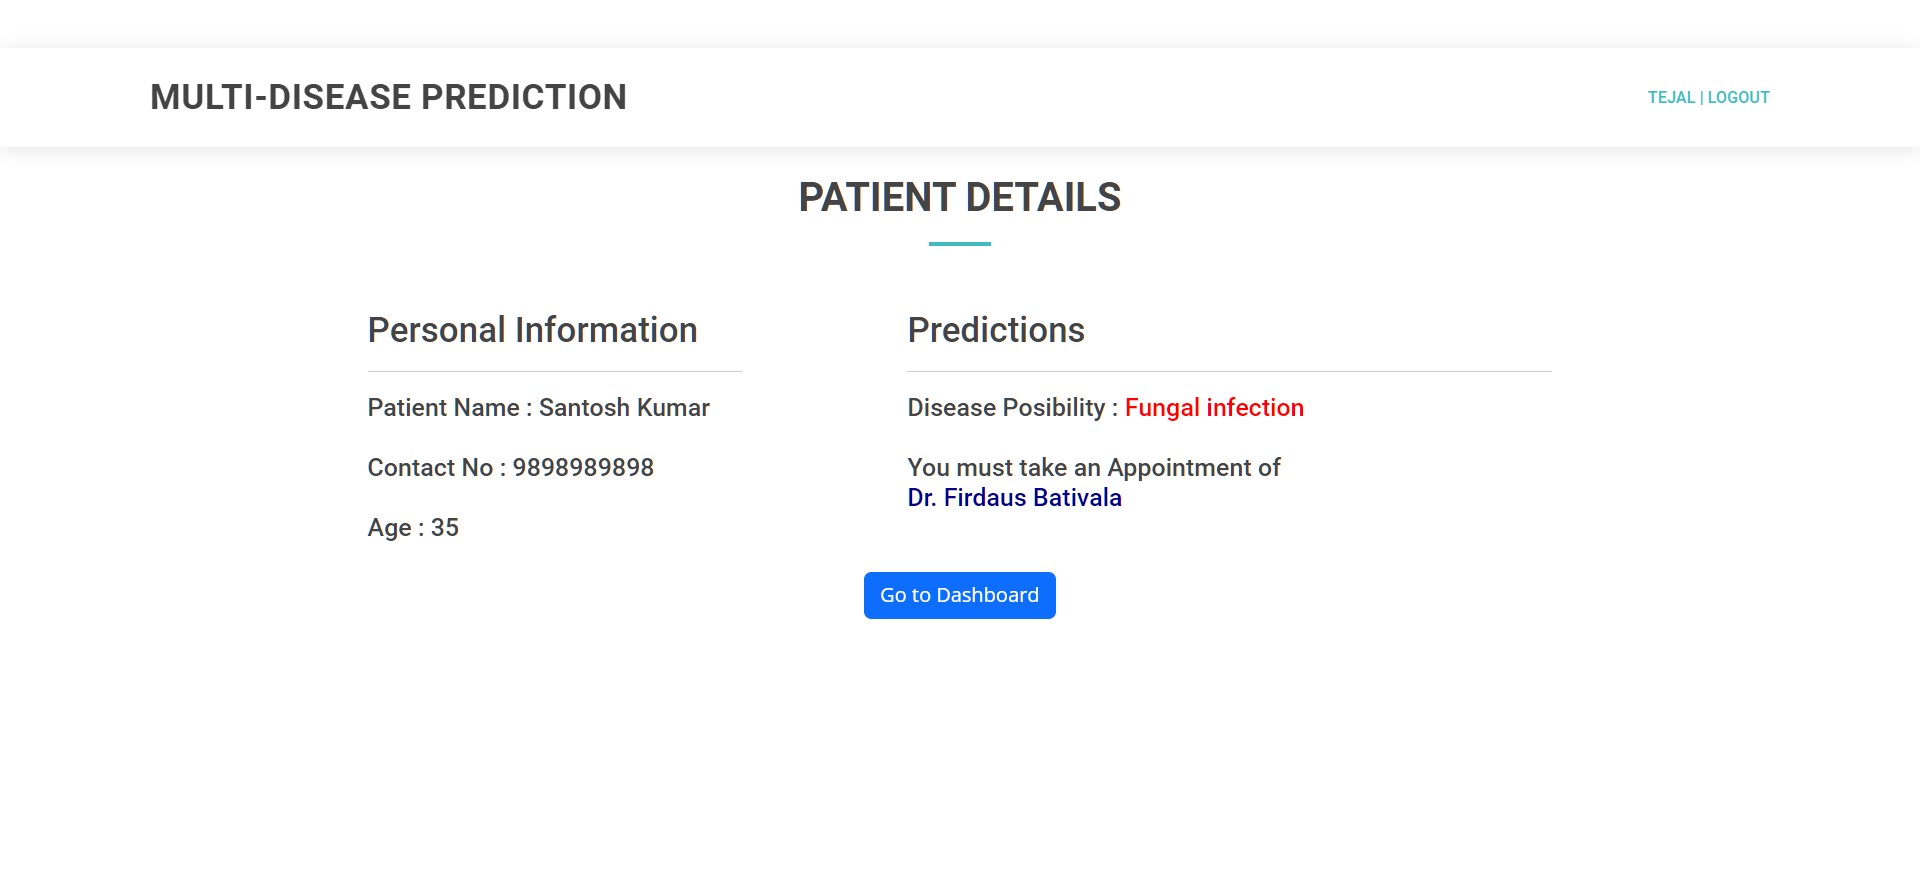 MULTI-DISEASE PREDICTION
TEJAL | LOGOUT
PATIENT DETAILS
Personal Information
Patient Name : Santosh Kumar
Contact No : 9898989898
Age : 35
Predictions
Disease Posibility : Fungal infection
You must take an Appointment of
Dr. Firdaus Bativala
Go to Dashboard